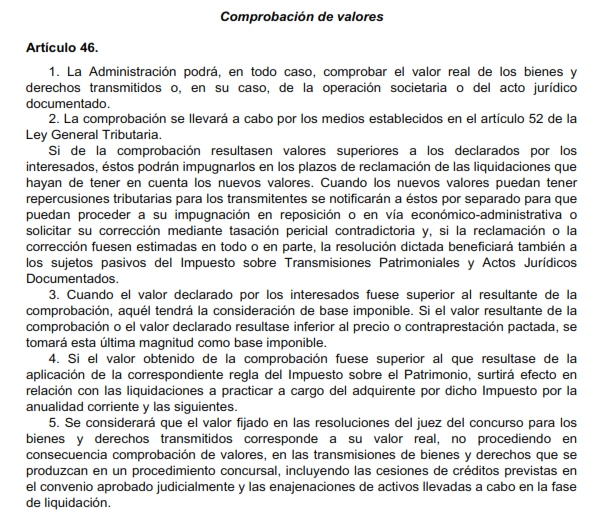 Comprobación de valores
Artículo 46.
1. La Administración podrá, en todo caso, comprobar el valor real de los bienes y
derechos transmitidos o, en su caso, de la operación societaria o del acto jurídico
documentado.
2. La comprobación se llevará a cabo por los medios establecidos en el artículo 52 de la
Ley General Tributaria.
Si de la comprobación resultasen valores superiores a los declarados por los
interesados, éstos podrán impugnarlos en los plazos de reclamación de las liquidaciones que
hayan de tener en cuenta los nuevos valores. Cuando los nuevos valores puedan tener
repercusiones tributarias para los transmitentes se notificarán a éstos por separado para que
puedan proceder a su impugnación en reposición o en vía económico-administrativa o
solicitar su corrección mediante tasación pericial contradictoria y, si la reclamación o la
corrección fuesen estimadas en todo o en parte, la resolución dictada beneficiará también a
los sujetos pasivos del Impuesto sobre Transmisiones Patrimoniales y Actos Jurídicos
Documentados.
3. Cuando el valor declarado por los interesados fuese superior al resultante de la
comprobación, aquél tendrá la consideración de base imponible. Si el valor resultante de la
comprobación o el valor declarado resultase inferior al precio o contraprestación pactada, se
tomará esta última magnitud como base imponible.
4. Si el valor obtenido de la comprobación fuese superior al que resultase de la
aplicación de la correspondiente regla del Impuesto sobre el Patrimonio, surtirá efecto en
relación con las liquidaciones a practicar a cargo del adquirente por dicho Impuesto por la
anualidad corriente y las siguientes.
5. Se considerará que el valor fijado en las resoluciones del juez del concurso para los
bienes y derechos transmitidos corresponde a su valor real, no procediendo en
consecuencia comprobación de valores, en las transmisiones de bienes y derechos que se
produzcan en un procedimiento concursal, incluyendo las cesiones de créditos previstas en
el convenio aprobado judicialmente y las enajenaciones de activos llevadas a cabo en la fase
de liquidación.